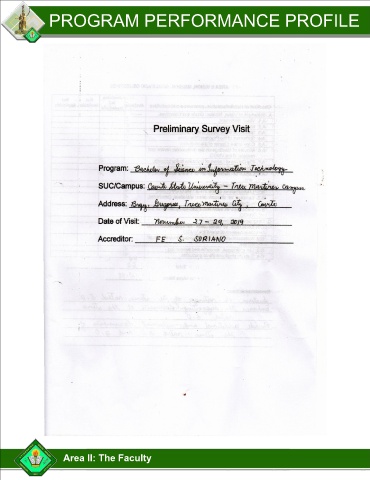 PROGRAM PERFORMANCE PROFILE
Preliminary Survey Visit
Program: Bachelor of Science in Information Technology
SUC/Campus: Cavite State University - Trece Martires Campus
Address: Brgy. Gregorio, Trece Martires City, Cavite
Date of Visit: November 27-29, 2019
Accreditor: FE S. SORIANO
Area II: The Faculty